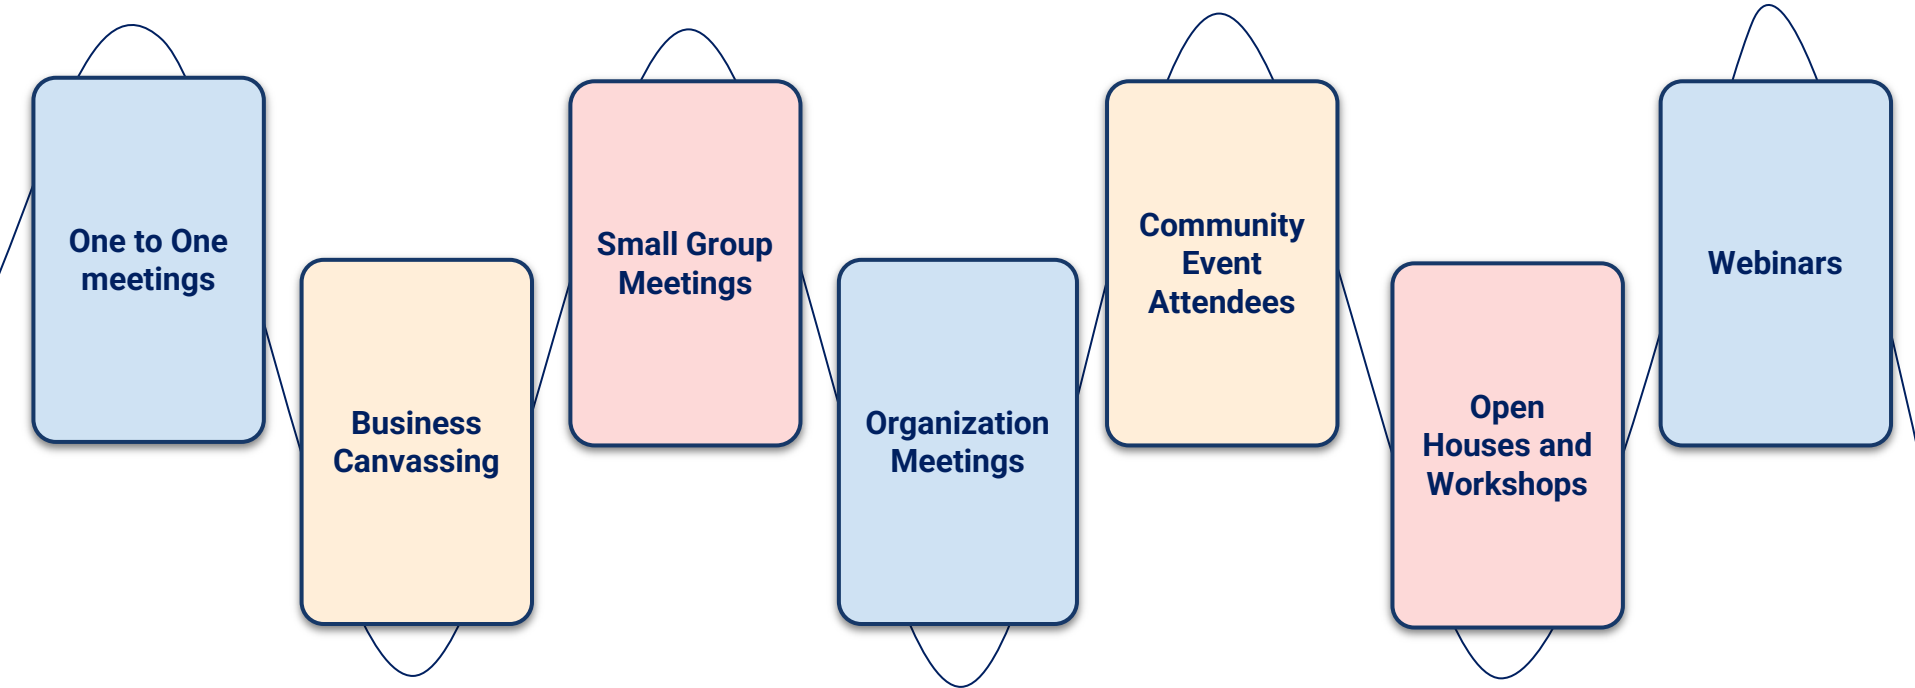 One to One
meetings
Business
Canvassing
Small Group
Meetings
Organization
Meetings
Community
Event
Attendees
Open
Houses and
Workshops
Webinars